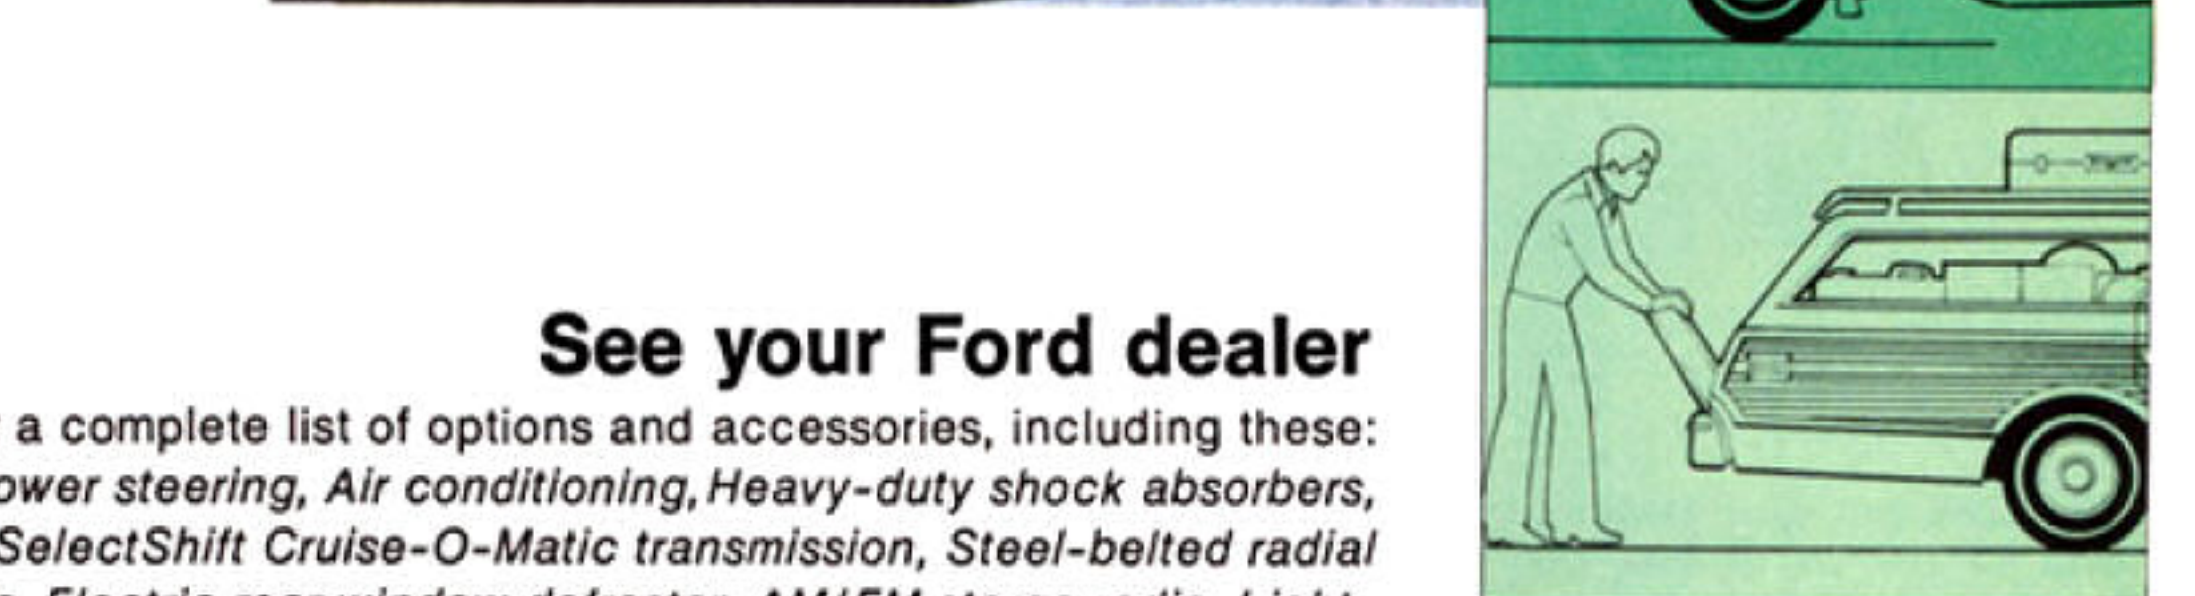 See your Ford dealer
a complete list of options and accessories, including these:
ower steering, Air conditioning, Heavy-duty shock absorbers,
SelectShift Cruise-O-Matic transmission, Steel-belted radial